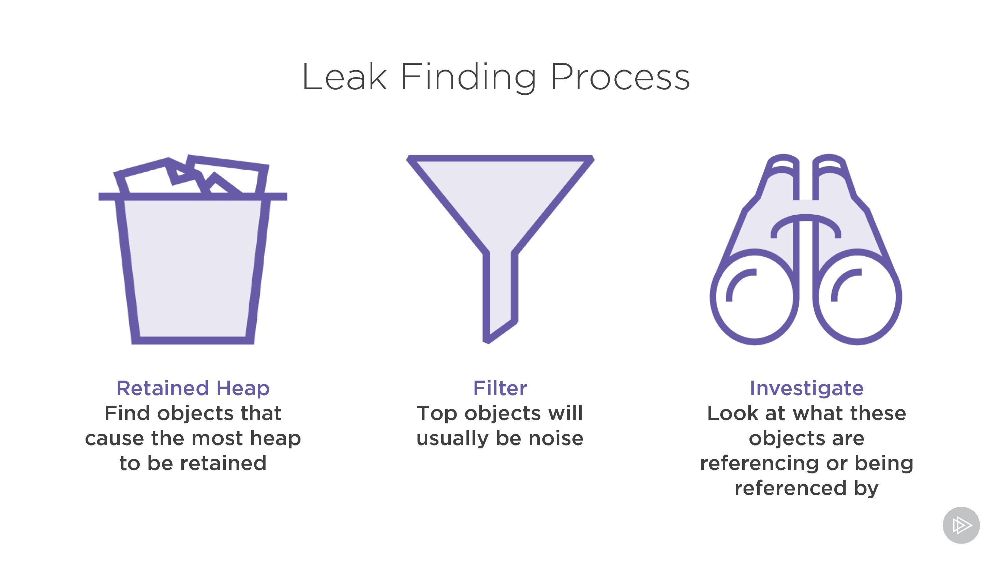 Leak Finding Process
Retained Heap
Find objects that
cause the most heap
to be retained
Filter
Top objects will
usually be noise
Investigate
Look at what these
objects are
referencing or being
referenced by